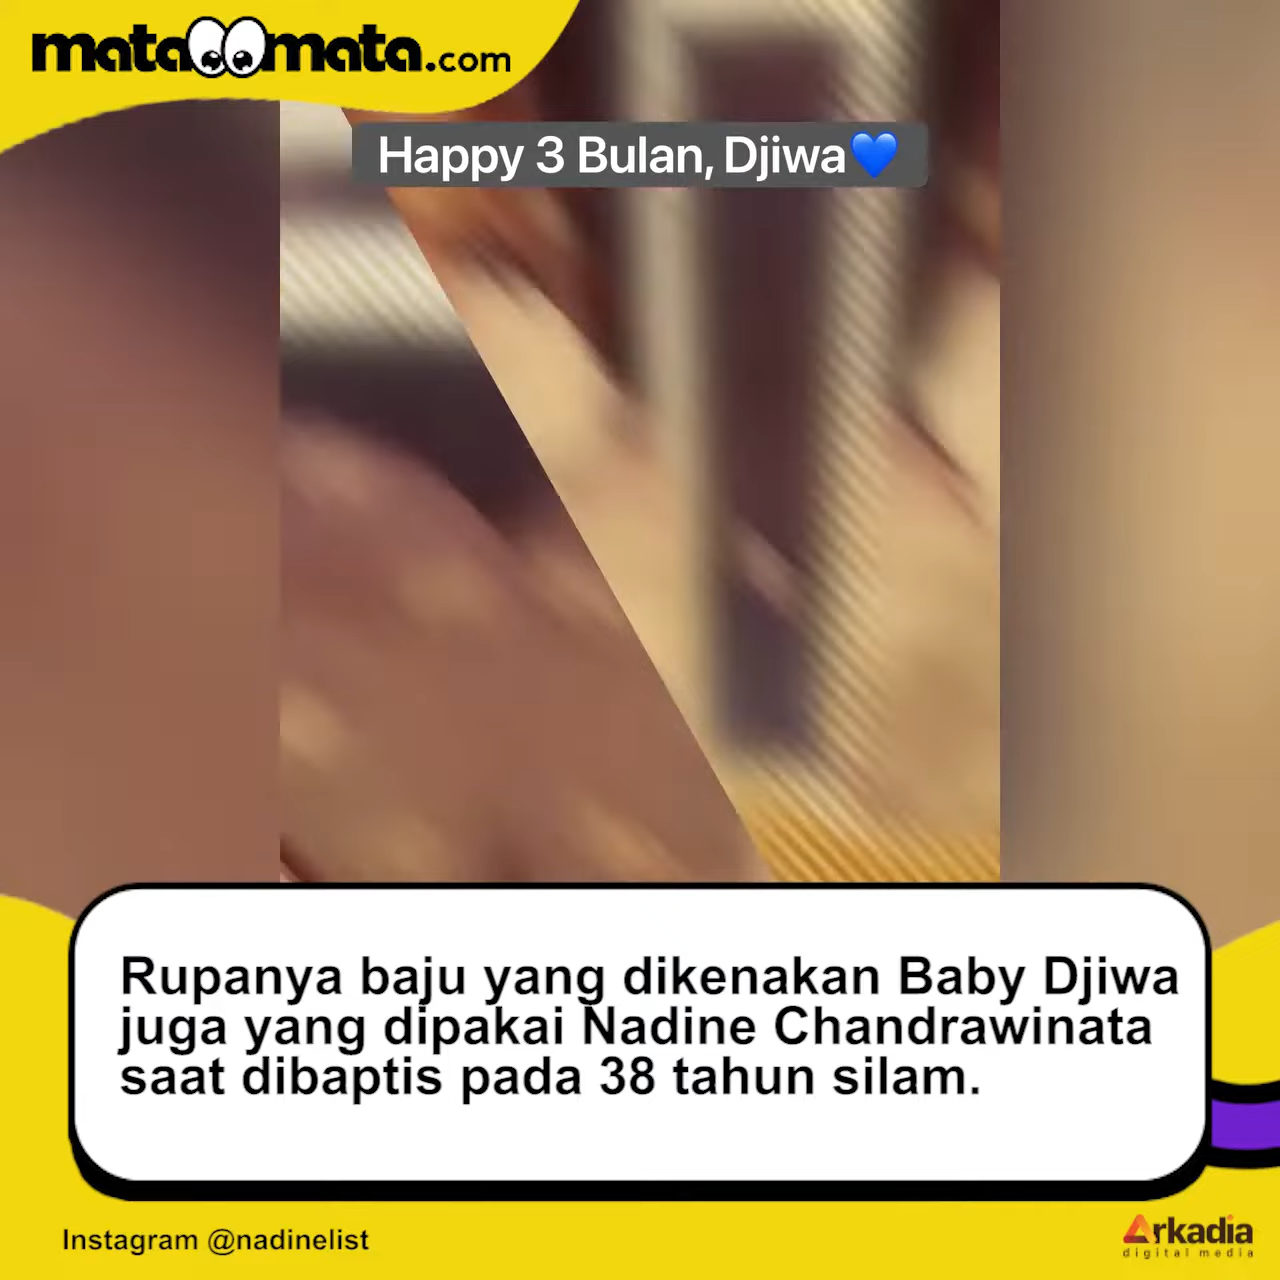 matamata.com
Happy 3 Bulan, Djiwa💙
Rupanya baju yang dikenakan Baby Djiwa
juga yang dipakai Nadine Chandrawinata
saat dibaptis pada 38 tahun silam.
Instagram @nadinelist
Arkadia
digital media